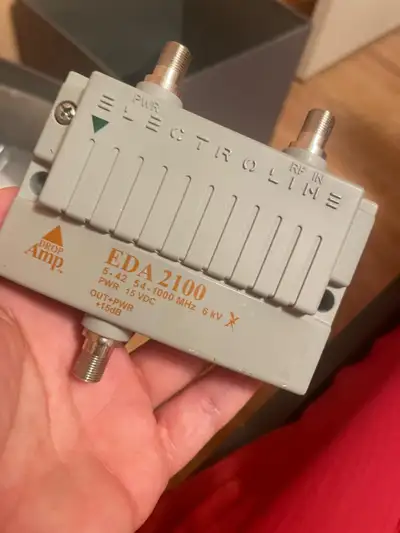 PWR
RF IN
ELECTROLINE
DROP
Amp™
EDA 2100
5-42 54-1000 MHz 6 kV
PWR 15 VDC
OUT+PWR
+15dB